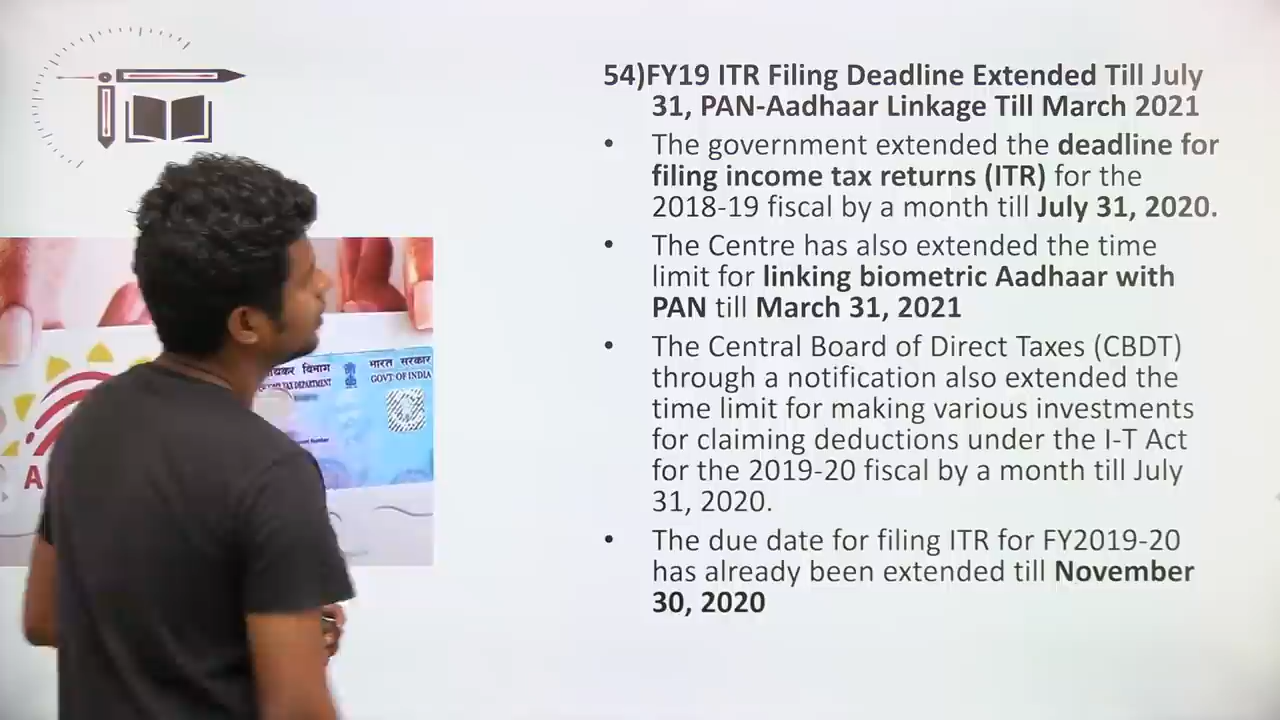 54)FY19 ITR Filing Deadline Extended Till July
31, PAN-Aadhaar Linkage Till March 2021
• The government extended the deadline for
filing income tax returns (ITR) for the
2018-19 fiscal by a month till July 31, 2020.
• The Centre has also extended the time
limit for linking biometric Aadhaar with
PAN till March 31, 2021
• The Central Board of Direct Taxes (CBDT)
through a notification also extended the
time limit for making various investments
for claiming deductions under the I-T Act
for the 2019-20 fiscal by a month till July
31, 2020.
• The due date for filing ITR for FY2019-20
has already been extended till November
30, 2020
विभाग
TAX DEPARTMENT
भारत सरकार
GOVT OF INDIA
A